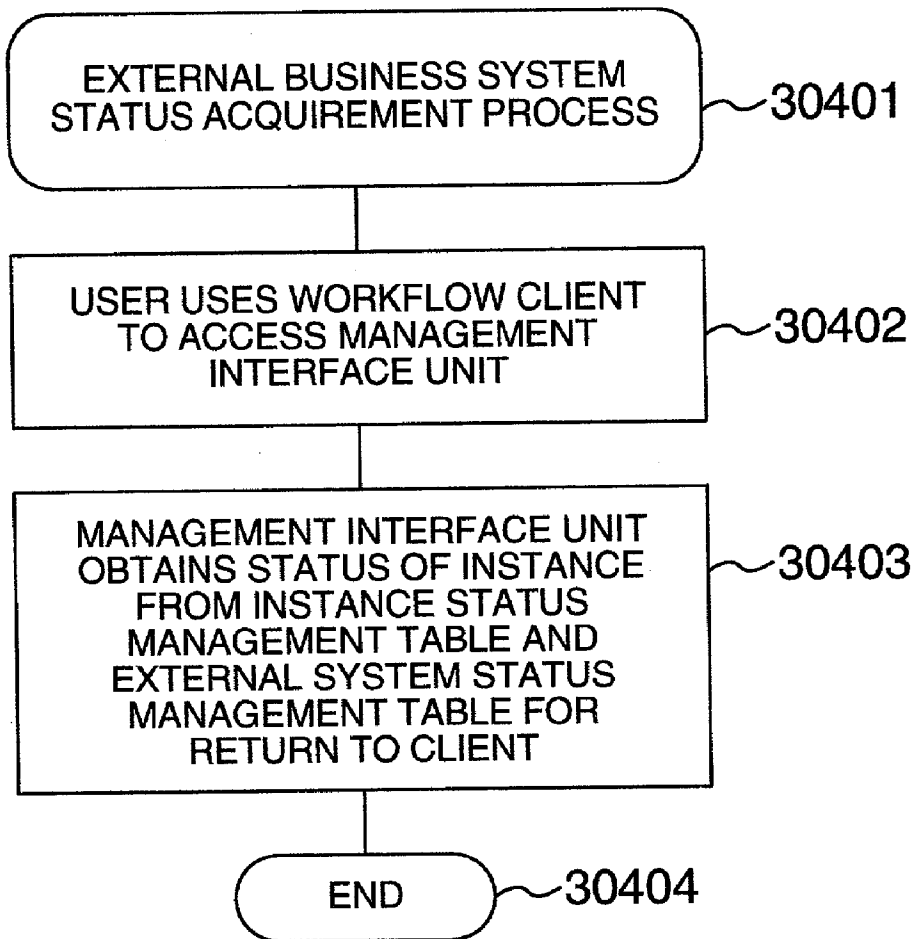 EXTERNAL BUSINESS SYSTEM
STATUS ACQUIREMENT PROCESS
30401
USER USES WORKFLOW CLIENT
TO ACCESS MANAGEMENT
INTERFACE UNIT
30402
MANAGEMENT INTERFACE UNIT
OBTAINS STATUS OF INSTANCE
FROM INSTANCE STATUS
MANAGEMENT TABLE AND
EXTERNAL SYSTEM STATUS
MANAGEMENT TABLE FOR
RETURN TO CLIENT
30403
END
30404